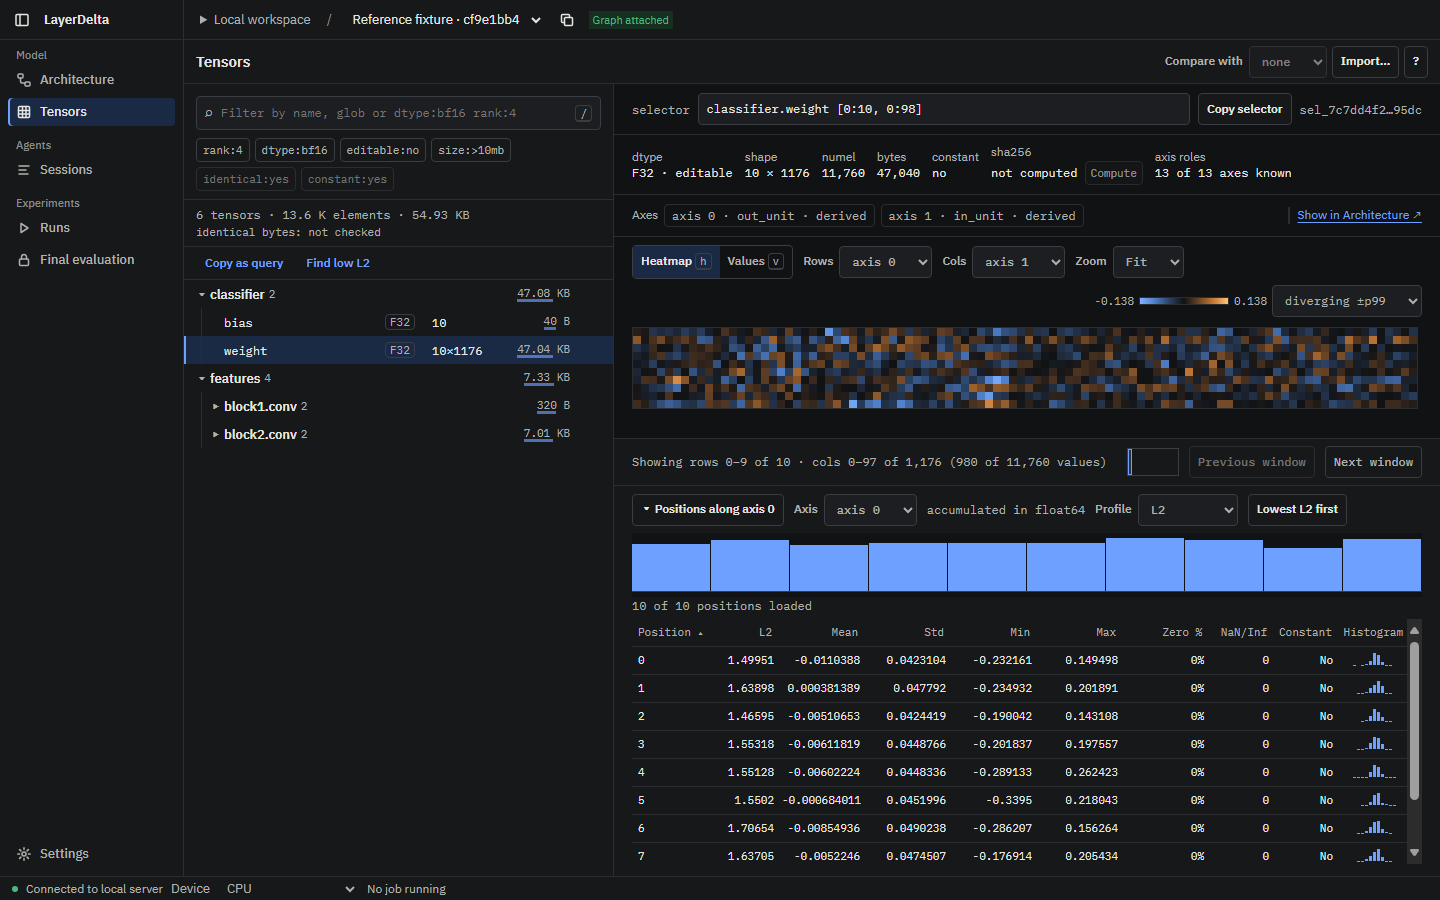 LayerDelta
Local workspace / Reference fixture · cf9e1bb4 Graph attached
Model
Architecture
Tensors
Agents
Sessions
Experiments
Runs
Final evaluation
Settings
Tensors
Compare with none Import... ?
Filter by name, glob or dtype:bf16 rank:4 /
rank:4 dtype:bf16 editable:no size:>10mb
identical:yes constant:yes
6 tensors · 13.6 K elements · 54.93 KB
identical bytes: not checked
Copy as query Find low L2
classifier 2 47.08 KB
bias F32 10 40 B
weight F32 10×1176 47.04 KB
features 4 7.33 KB
block1.conv 2 320 B
block2.conv 2 7.01 KB
selector classifier.weight [0:10, 0:98] Copy selector sel_7c7dd4f2…95dc
dtype shape numel bytes constant sha256 axis roles
F32 · editable 10 × 1176 11,760 47,040 no not computed Compute 13 of 13 axes known
Axes axis 0 · out_unit · derived axis 1 · in_unit · derived Show in Architecture ↗
Heatmap h Values v Rows axis 0 Cols axis 1 Zoom Fit
-0.138 0.138 diverging ±p99
Showing rows 0–9 of 10 · cols 0–97 of 1,176 (980 of 11,760 values) Previous window Next window
Positions along axis 0 Axis axis 0 accumulated in float64 Profile L2 Lowest L2 first
10 of 10 positions loaded
Position ▴ L2 Mean Std Min Max Zero % NaN/Inf Constant Histogram
0 1.49951 -0.0110388 0.0423104 -0.232161 0.149498 0% 0 No
1 1.63898 0.000381389 0.047792 -0.234932 0.201891 0% 0 No
2 1.46595 -0.00510653 0.0424419 -0.190042 0.143108 0% 0 No
3 1.55318 -0.00611819 0.0448766 -0.201837 0.197557 0% 0 No
4 1.55128 -0.00602224 0.0448336 -0.289133 0.262423 0% 0 No
5 1.5502 -0.000684011 0.0451996 -0.3395 0.218043 0% 0 No
6 1.70654 -0.00854936 0.0490238 -0.286207 0.156264 0% 0 No
7 1.63705 -0.0052246 0.0474507 -0.176914 0.205434 0% 0 No
Connected to local server Device CPU No job running